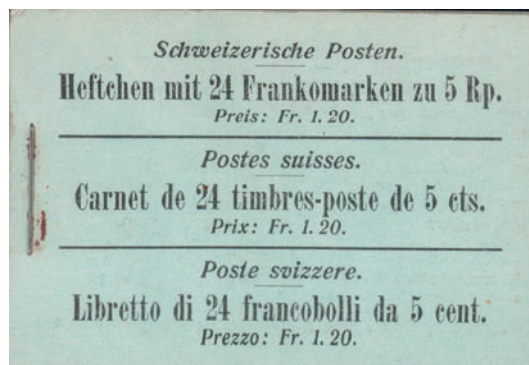 Schweizerische Posten.
Heftchen mit 24 Frankomarken zu 5 Rp.
Preis: Fr. 1. 20.
Postes suisses.
Carnet de 24 timbres-poste de 5 cts.
Prix: Fr. 1. 20.
Poste svizzere.
Libretto di 24 francobolli da 5 cent.
Prezzo: Fr. 1. 20.